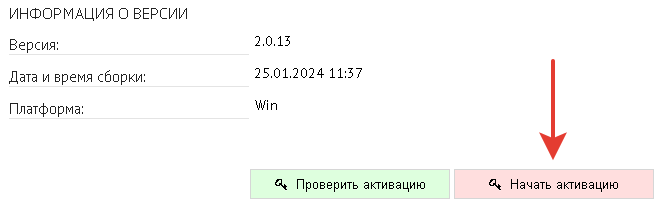 ИНФОРМАЦИЯ О ВЕРСИИ
Версия: 2.0.13
Дата и время сборки: 25.01.2024 11:37
Платформа: Win
Проверить активацию Начать активацию